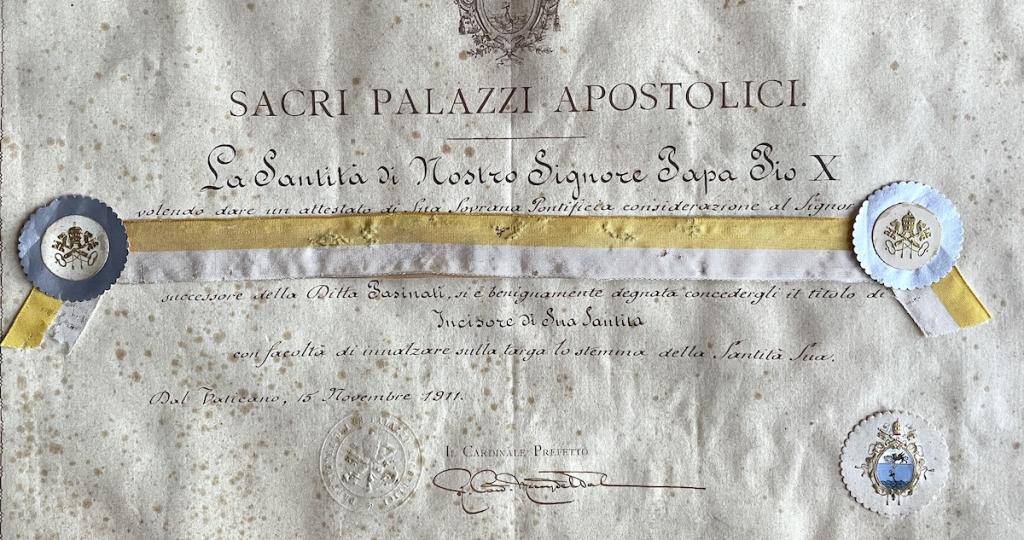 SACRI PALAZZI APOSTOLICI.
La Santità di Nostro Signore Papa Pio X
volendo dare un attestato di Sua Sovrana Pontificia considerazione al Signor
successore della Ditta Pasinati, si è benignamente degnata concedergli il titolo di
Incisore di Sua Santità
con facoltà di innalzare sulla targa lo stemma della Santità Sua.
Dal Vaticano, 15 Novembre 1911.
IL CARDINALE PREFETTO